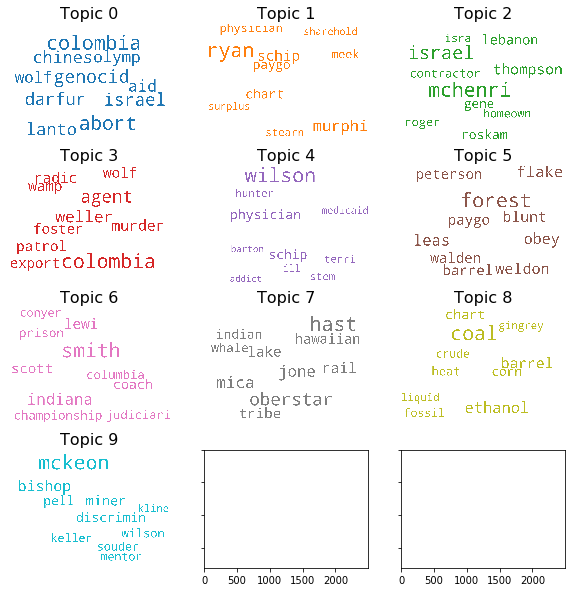 Topic 0
colombia
chines olymp
wolf genocid
aid
darfur israel
lanto abort
Topic 1
physician sharehold
ryan schip meek
paygo
chart
surplus
stearn murphi
Topic 2
isra lebanon
israel
contractor thompson
mchenri
gene
homeown
roger
roskam
Topic 3
radic wolf
wamp
agent
weller
foster murder
patrol
export colombia
Topic 4
wilson
hunter
physician medicaid
barton
schip terri
ill
addict stem
Topic 5
peterson flake
forest
paygo blunt
leas obey
walden
barrel weldon
Topic 6
conyer
lewi
prison
smith
scott
columbia
coach
indiana
championship judiciari
Topic 7
hast
indian hawaiian
whale lake
jone rail
mica
oberstar
tribe
Topic 8
chart
gingrey
coal
crude
barrel
heat corn
liquid
ethanol
fossil
Topic 9
mckeon
bishop
pell miner
kline
discrimin
keller wilson
souder
mentor
0 500 1000 1500 2000
0 500 1000 1500 2000